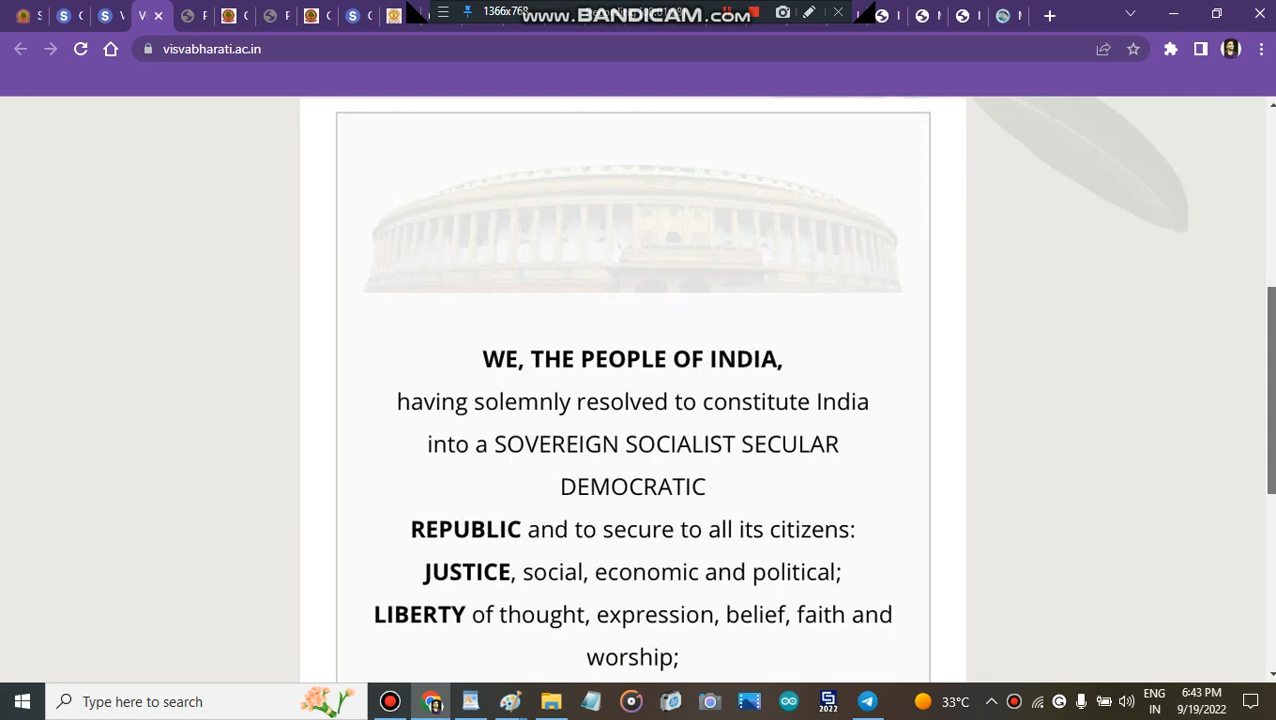 1366x768
www.BANDICAM.com
visvabharati.ac.in
WE, THE PEOPLE OF INDIA,
having solemnly resolved to constitute India
into a SOVEREIGN SOCIALIST SECULAR
DEMOCRATIC
REPUBLIC and to secure to all its citizens:
JUSTICE, social, economic and political;
LIBERTY of thought, expression, belief, faith and
worship;
Type here to search
2022
33°C
ENG
IN
6:43 PM
9/19/2022